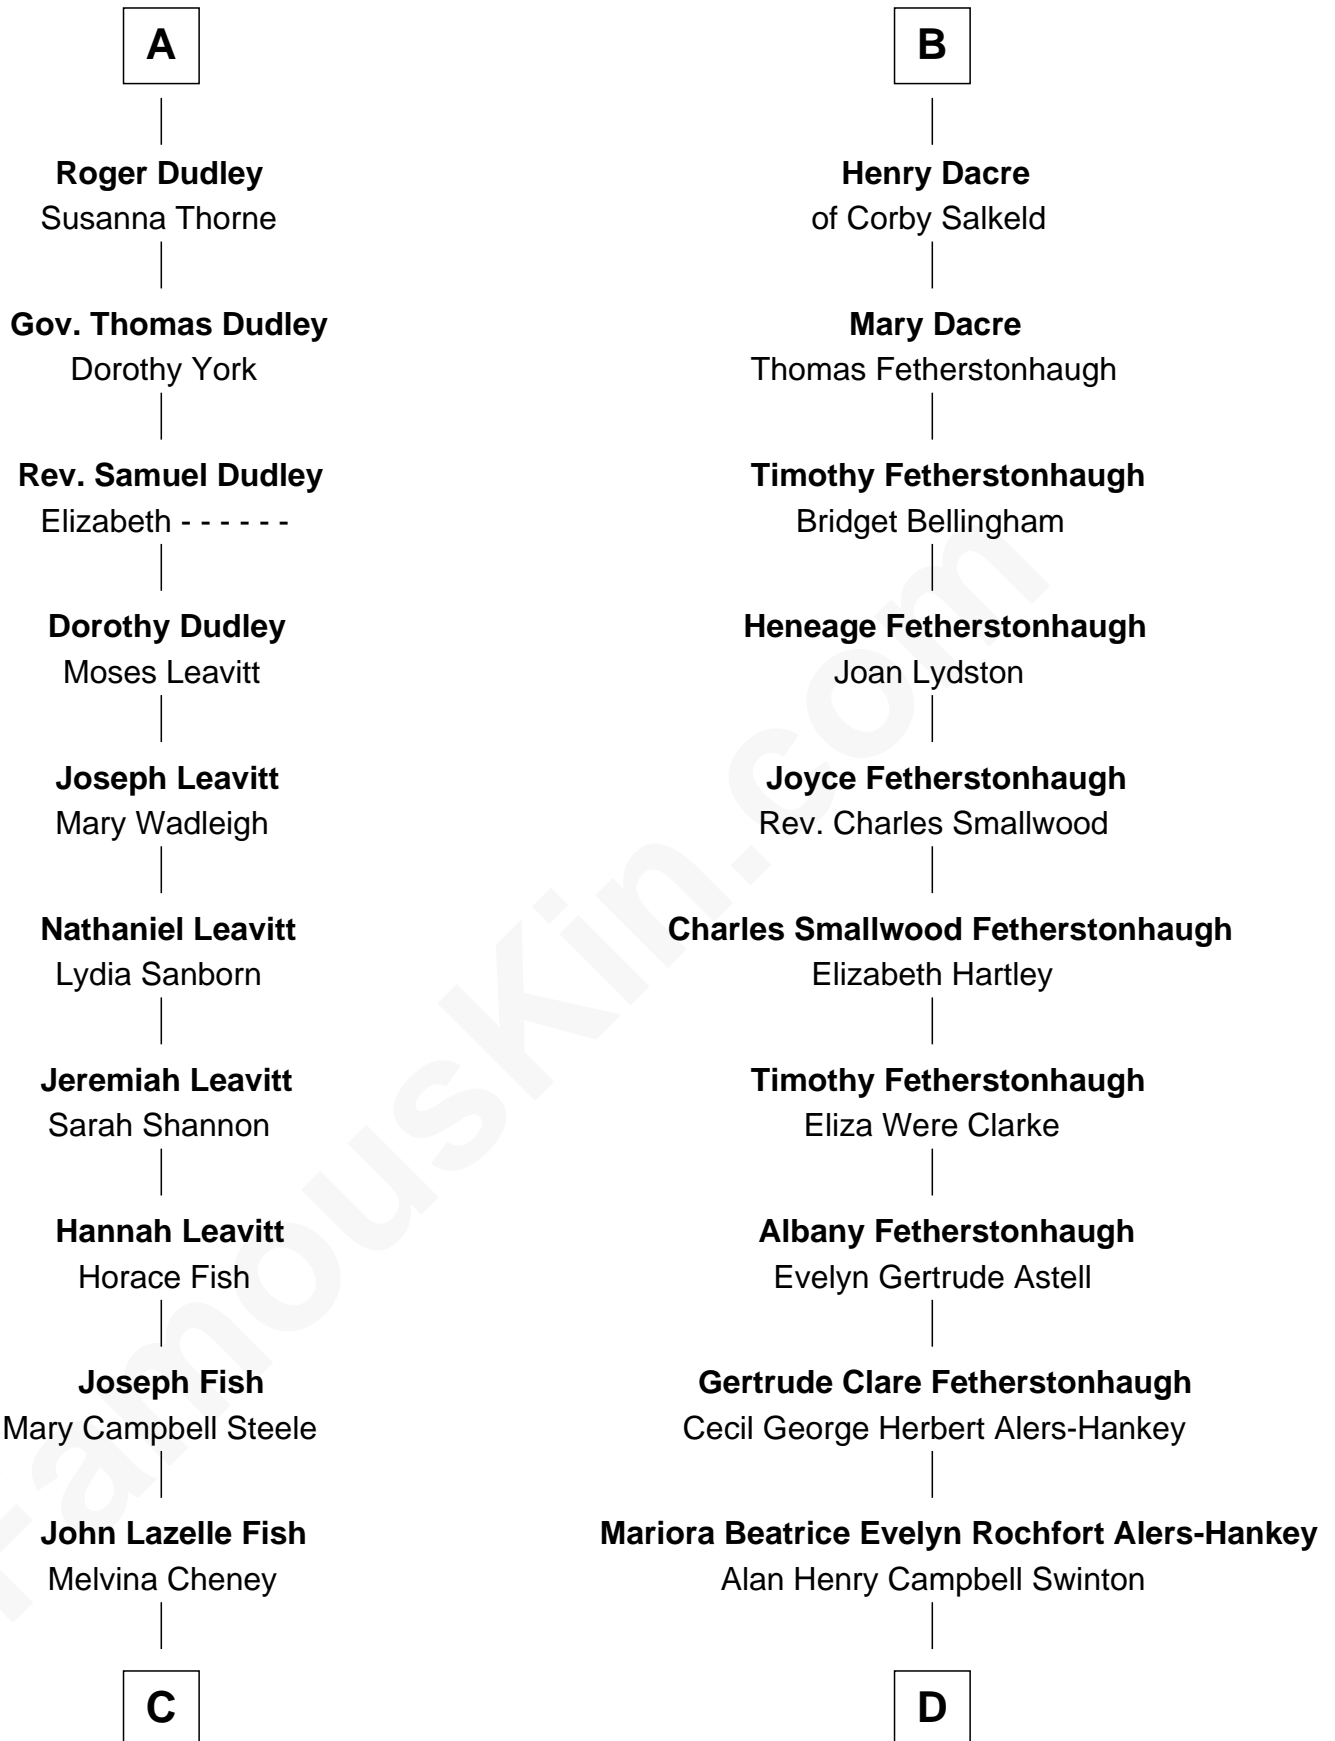 A
Roger Dudley
Susanna Thorne
Gov. Thomas Dudley
Dorothy York
Rev. Samuel Dudley
Elizabeth - - - - - -
Dorothy Dudley
Moses Leavitt
Joseph Leavitt
Mary Wadleigh
Nathaniel Leavitt
Lydia Sanborn
Jeremiah Leavitt
Sarah Shannon
Hannah Leavitt
Horace Fish
Joseph Fish
Mary Campbell Steele
John Lazelle Fish
Melvina Cheney
C
B
Henry Dacre
of Corby Salkeld
Mary Dacre
Thomas Fetherstonhaugh
Timothy Fetherstonhaugh
Bridget Bellingham
Heneage Fetherstonhaugh
Joan Lydston
Joyce Fetherstonhaugh
Rev. Charles Smallwood
Charles Smallwood Fetherstonhaugh
Elizabeth Hartley
Timothy Fetherstonhaugh
Eliza Were Clarke
Albany Fetherstonhaugh
Evelyn Gertrude Astell
Gertrude Clare Fetherstonhaugh
Cecil George Herbert Alers-Hankey
Mariora Beatrice Evelyn Rochfort Alers-Hankey
Alan Henry Campbell Swinton
D
FamousKin.com